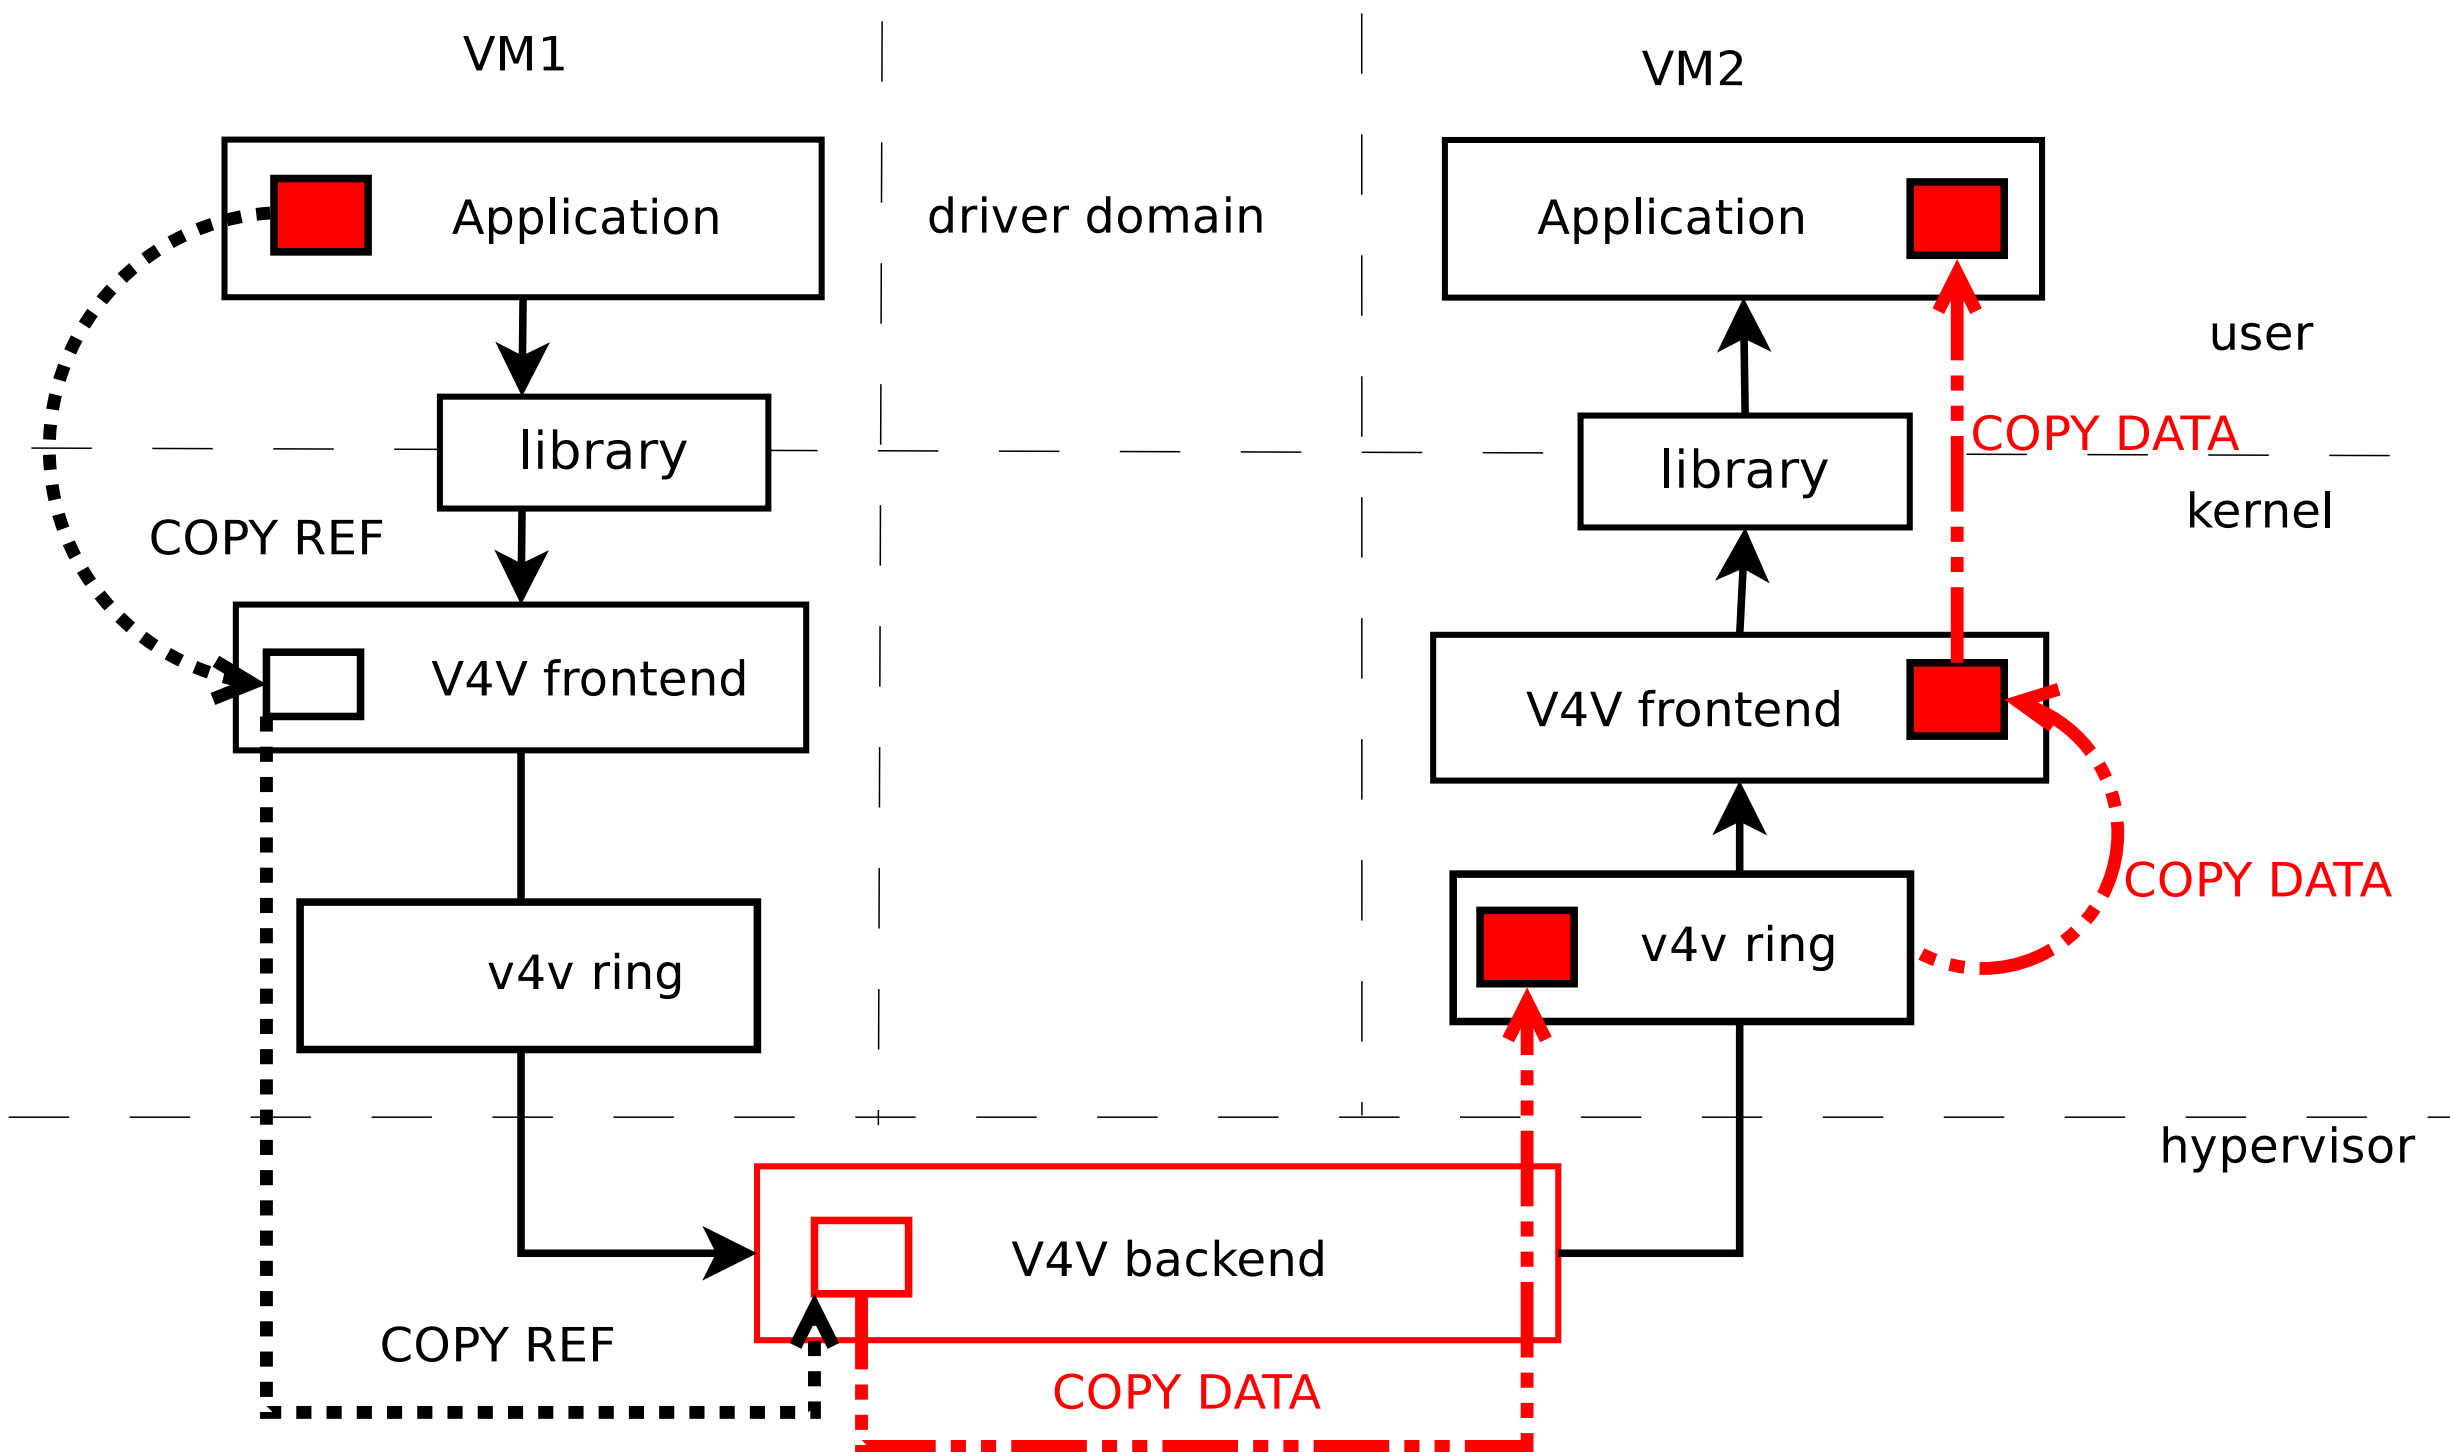 VM1
VM2
Application
driver domain
Application
user
COPY DATA
library
library
kernel
COPY REF
V4V frontend
V4V frontend
COPY DATA
v4v ring
v4v ring
hypervisor
V4V backend
COPY REF
COPY DATA